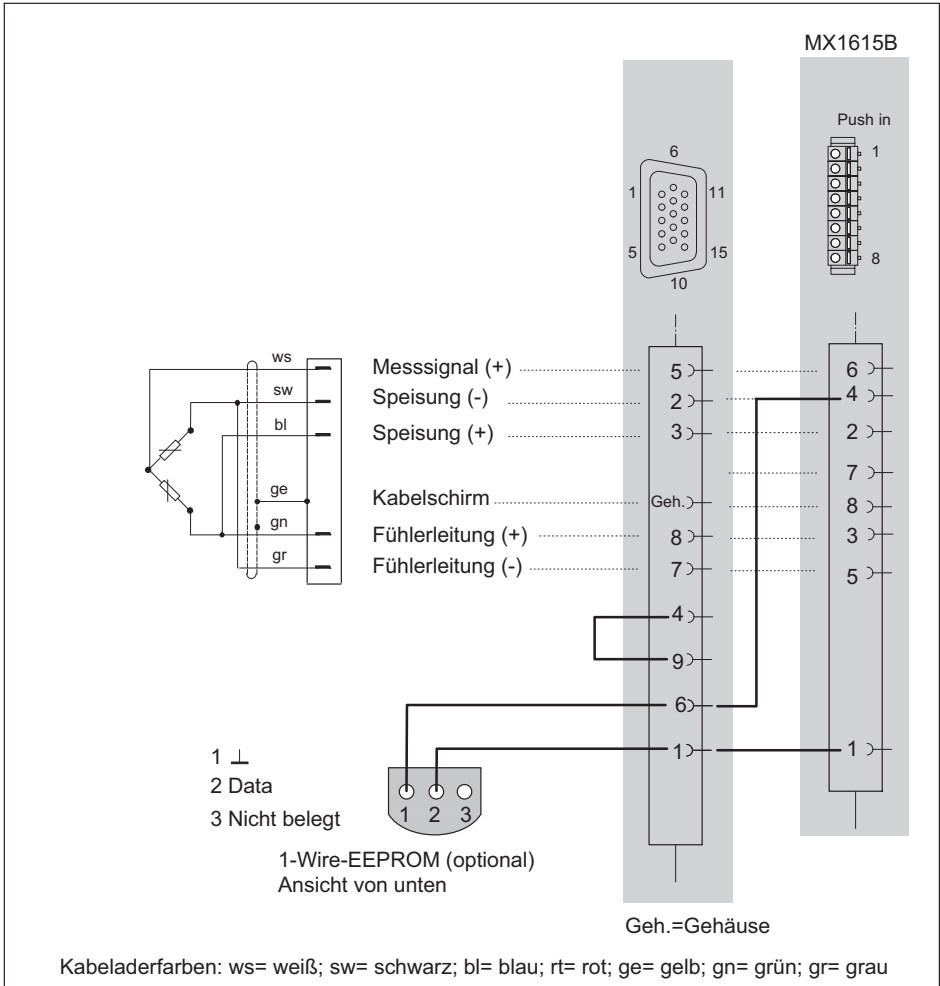 MX1615B
Push in
6
1
1
11
5
15
8
10
ws
Messsignal (+)
5
6
sw
Speisung (-)
2
4
bl
Speisung (+)
3
2
7
ge
Kabelschirm
Geh.
8
gn
Fühlerleitung (+)
8
3
gr
Fühlerleitung (-)
7
5
4
9
6
1
1
1 ⊥
2 Data
3 Nicht belegt
1 2 3
1-Wire-EEPROM (optional)
Ansicht von unten
Geh.=Gehäuse
Kabeladerfarben: ws= weiß; sw= schwarz; bl= blau; rt= rot; ge= gelb; gn= grün; gr= grau